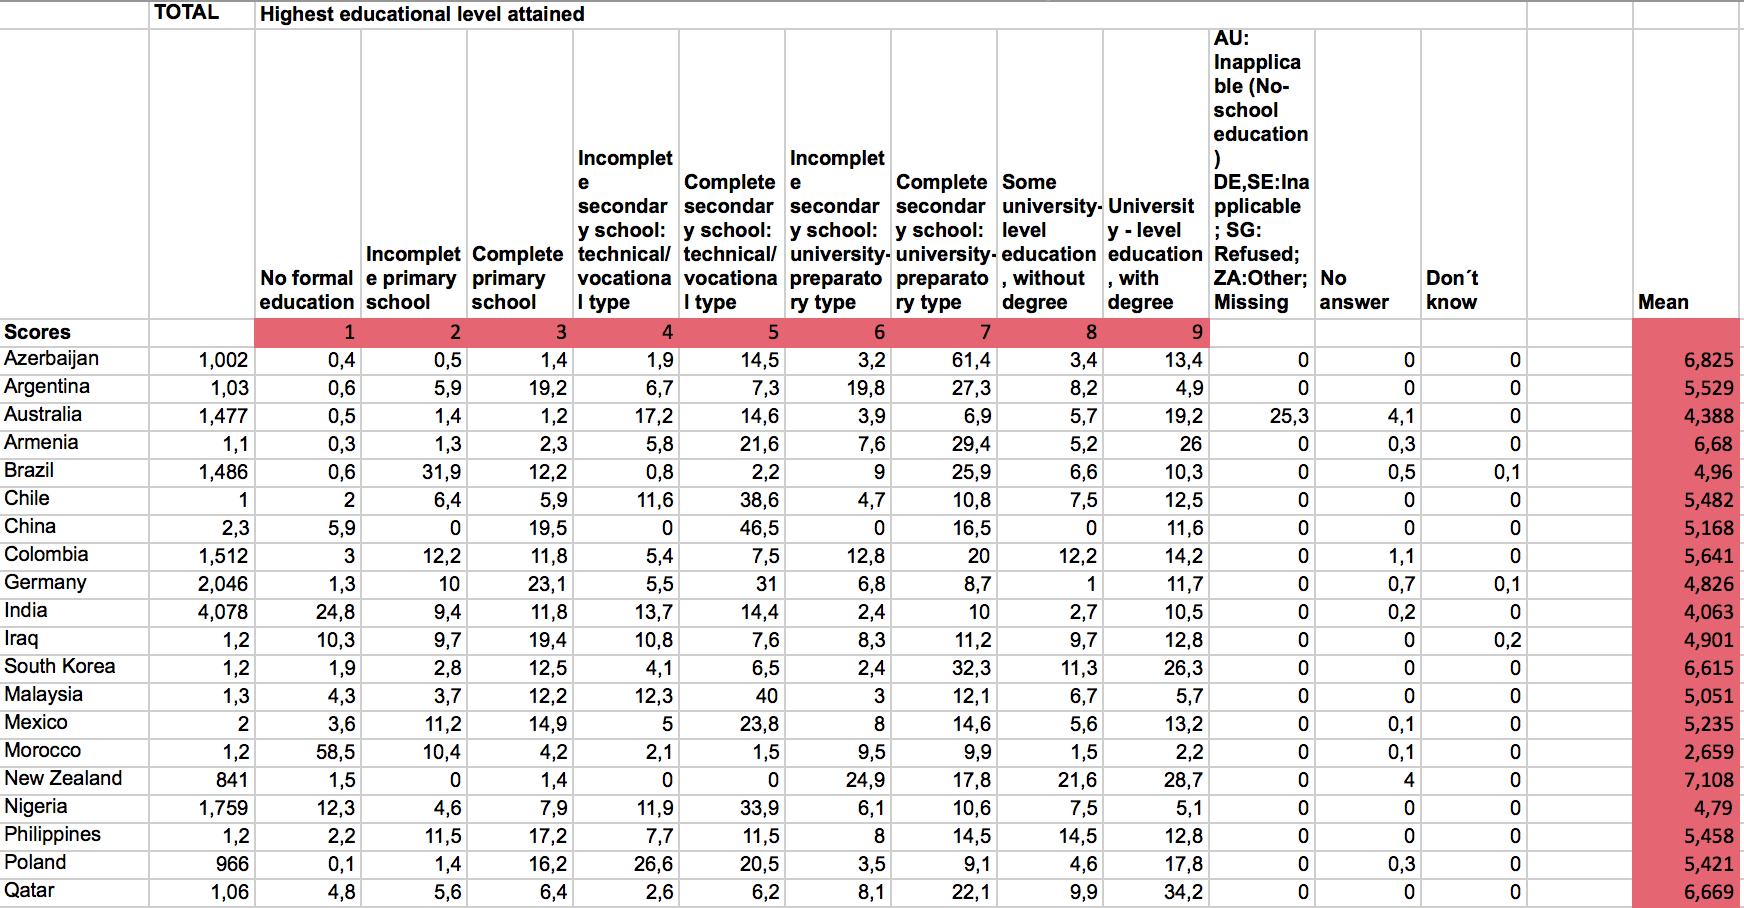 TOTAL Highest educational level attained
AU:
Inapplica
ble (No-
school
education
)
Incomplet Incomplet
e Complete e Complete Some DE,SE:Ina
secondar secondar secondar secondar university- Universit pplicable
y school: y school: y school: y school: level y - level ; SG:
Incomplet Complete technical/ technical/ university- university- education education Refused;
No formal e primary primary vocationa vocationa preparato preparato , without , with ZA:Other; No Don´t
education school school l type l type ry type ry type degree degree Missing answer know Mean
Scores 1 2 3 4 5 6 7 8 9
Azerbaijan 1,002 0,4 0,5 1,4 1,9 14,5 3,2 61,4 3,4 13,4 0 0 0 6,825
Argentina 1,03 0,6 5,9 19,2 6,7 7,3 19,8 27,3 8,2 4,9 0 0 0 5,529
Australia 1,477 0,5 1,4 1,2 17,2 14,6 3,9 6,9 5,7 19,2 25,3 4,1 0 4,388
Armenia 1,1 0,3 1,3 2,3 5,8 21,6 7,6 29,4 5,2 26 0 0,3 0 6,68
Brazil 1,486 0,6 31,9 12,2 0,8 2,2 9 25,9 6,6 10,3 0 0,5 0,1 4,96
Chile 1 2 6,4 5,9 11,6 38,6 4,7 10,8 7,5 12,5 0 0 0 5,482
China 2,3 5,9 0 19,5 0 46,5 0 16,5 0 11,6 0 0 0 5,168
Colombia 1,512 3 12,2 11,8 5,4 7,5 12,8 20 12,2 14,2 0 1,1 0 5,641
Germany 2,046 1,3 10 23,1 5,5 31 6,8 8,7 1 11,7 0 0,7 0,1 4,826
India 4,078 24,8 9,4 11,8 13,7 14,4 2,4 10 2,7 10,5 0 0,2 0 4,063
Iraq 1,2 10,3 9,7 19,4 10,8 7,6 8,3 11,2 9,7 12,8 0 0 0,2 4,901
South Korea 1,2 1,9 2,8 12,5 4,1 6,5 2,4 32,3 11,3 26,3 0 0 0 6,615
Malaysia 1,3 4,3 3,7 12,2 12,3 40 3 12,1 6,7 5,7 0 0 0 5,051
Mexico 2 3,6 11,2 14,9 5 23,8 8 14,6 5,6 13,2 0 0,1 0 5,235
Morocco 1,2 58,5 10,4 4,2 2,1 1,5 9,5 9,9 1,5 2,2 0 0,1 0 2,659
New Zealand 841 1,5 0 1,4 0 0 24,9 17,8 21,6 28,7 0 4 0 7,108
Nigeria 1,759 12,3 4,6 7,9 11,9 33,9 6,1 10,6 7,5 5,1 0 0 0 4,79
Philippines 1,2 2,2 11,5 17,2 7,7 11,5 8 14,5 14,5 12,8 0 0 0 5,458
Poland 966 0,1 1,4 16,2 26,6 20,5 3,5 9,1 4,6 17,8 0 0,3 0 5,421
Qatar 1,06 4,8 5,6 6,4 2,6 6,2 8,1 22,1 9,9 34,2 0 0 0 6,669